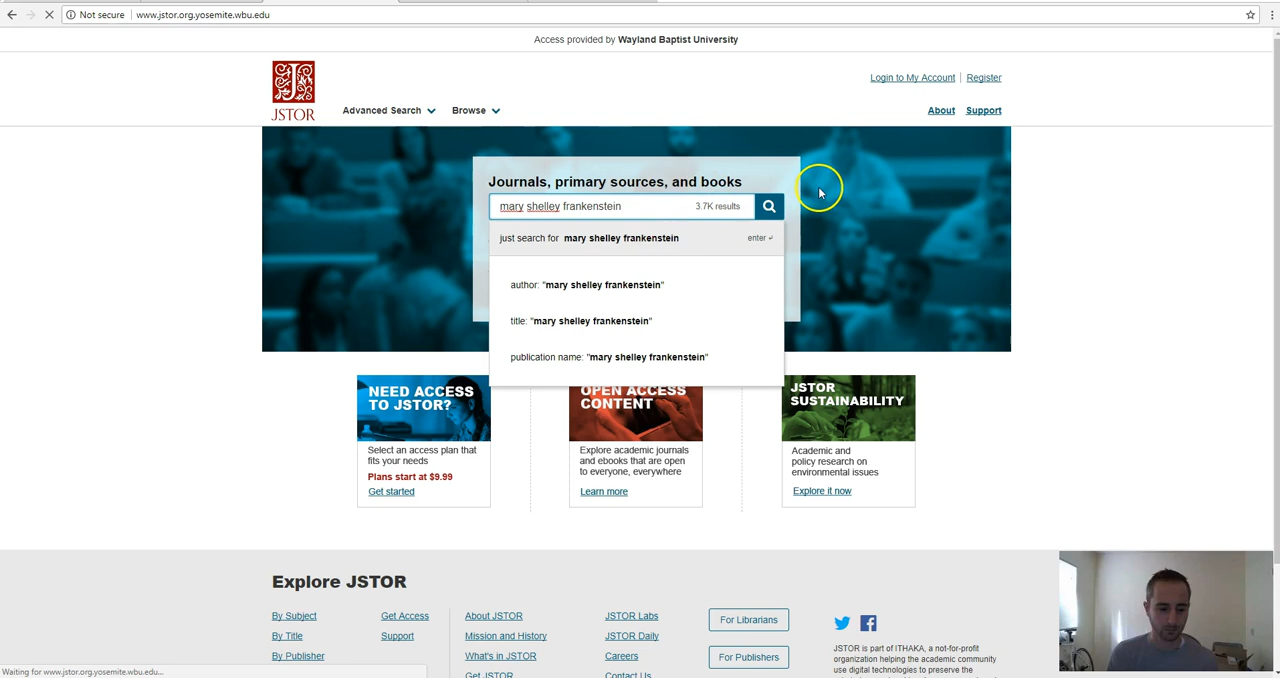 Not secure www.jstor.org.yosemite.wbu.edu
Access provided by Wayland Baptist University
Login to My Account Register
JSTOR
Advanced Search Browse
About Support
Journals, primary sources, and books
mary shelley frankenstein 3.7K results
just search for mary shelley frankenstein enter ↲
author: "mary shelley frankenstein"
title: "mary shelley frankenstein"
publication name: "mary shelley frankenstein"
NEED ACCESS
TO JSTOR?
Select an access plan that
fits your needs
Plans start at $9.99
Get started
OPEN ACCESS
CONTENT
Explore academic journals
and ebooks that are open
to everyone, everywhere
Learn more
JSTOR
SUSTAINABILITY
Academic and
policy research on
environmental issues
Explore it now
Explore JSTOR
By Subject
By Title
By Publisher
Get Access
Support
About JSTOR
Mission and History
What's in JSTOR
Get JSTOR
JSTOR Labs
JSTOR Daily
Careers
Contact Us
For Librarians
For Publishers
JSTOR is part of ITHAKA, a not-for-profit
organization helping the academic community
use digital technologies to preserve the
Waiting for www.jstor.org.yosemite.wbu.edu...